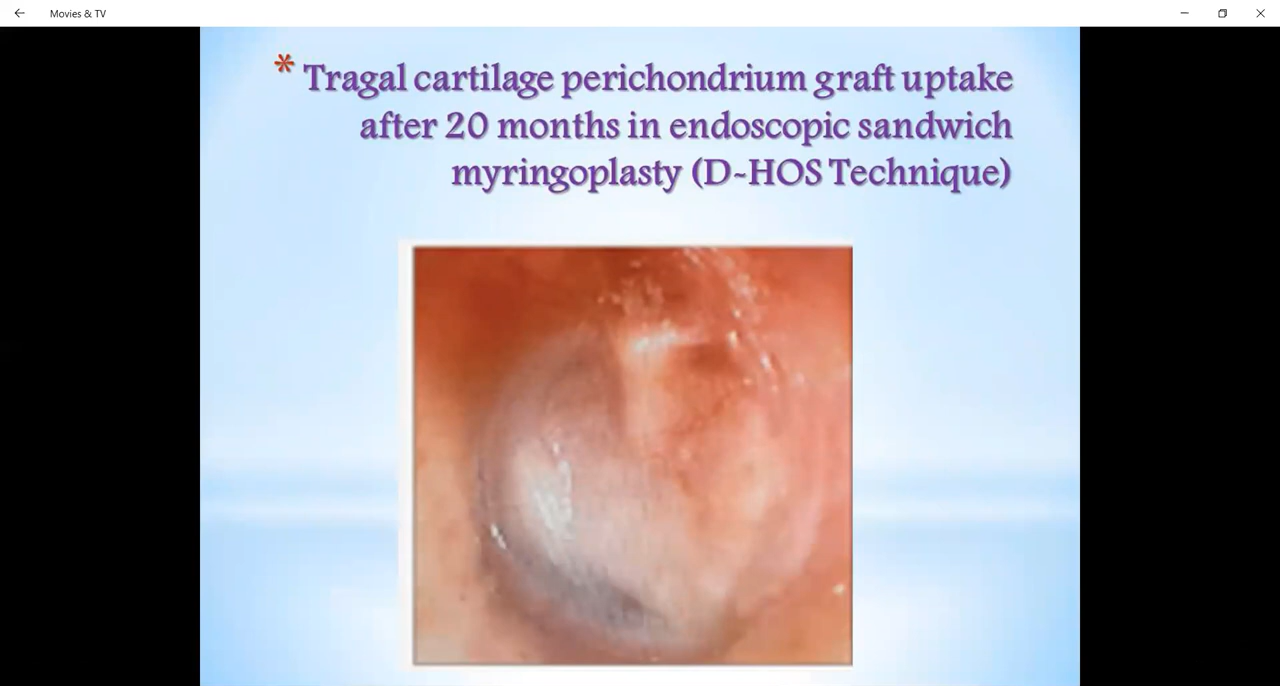 Movies & TV
* Tragal cartilage perichondrium graft uptake
after 20 months in endoscopic sandwich
myringoplasty (D-HOS Technique)